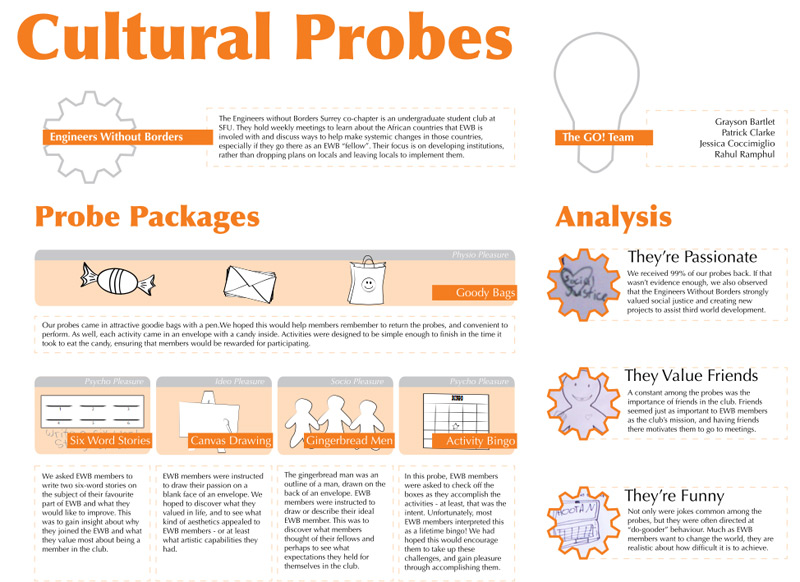 Cultural Probes
Engineers Without Borders
The Engineers without Borders Surrey co-chapter is an undergraduate student club at
SFU. They hold weekly meetings to learn about the African countries that EWB is
involed with and discuss ways to help make systemic changes in those countries,
especially if they go there as an EWB “fellow”. Their focus is on developing institutions,
rather than dropping plans on locals and leaving locals to implement them.
The GO! Team
Grayson Bartlet
Patrick Clarke
Jessica Coccimiglio
Rahul Ramphul
Probe Packages
Physio Pleasure
Goody Bags
Our probes came in attractive goodie bags with a pen.We hoped this would help members remember to return the probes, and convenient to
perform. As well, each activity came in an envelope with a candy inside. Activities were designed to be simple enough to finish in the time it
took to eat the candy, ensuring that members would be rewarded for participating.
Psycho Pleasure
Six Word Stories
We asked EWB members to
write two six-word stories on
the subject of their favourite
part of EWB and what they
would like to improve. This
was to gain insight about why
they joined the EWB and what
they value most about being a
member in the club.
Ideo Pleasure
Canvas Drawing
EWB members were instructed
to draw their passion on a
blank face of an envelope. We
hoped to discover what they
valued in life, and to see what
kind of aesthetics appealed to
EWB members - or at least
what artistic capabilities they
had.
Socio Pleasure
Gingerbread Men
The gingerbread man was an
outline of a man, drawn on the
back of an envelope. EWB
members were instructed to
draw or describe their ideal
EWB member. This was to
discover what members
thought of their fellows and
perhaps to see what
expectations they held for
themselves in the club.
Psycho Pleasure
BINGO
Activity Bingo
In this probe, EWB members
were asked to check off the
boxes as they accomplish the
activities - at least, that was the
intent. Unfortunately, most
EWB members interpreted this
as a lifetime bingo! We had
hoped this would encourage
them to take up these
challenges, and gain pleasure
through accomplishing them.
Analysis
Social
Justice
They’re Passionate
We received 99% of our probes back. If that
wasn’t evidence enough, we also observed
that the Engineers Without Borders strongly
valued social justice and creating new
projects to assist third world development.
They Value Friends
A constant among the probes was the
importance of friends in the club. Friends
seemed just as important to EWB members
as the club’s mission, and having friends
there motivates them to go to meetings.
They’re Funny
Not only were jokes common among the
probes, but they were often directed at
“do-gooder” behaviour. Much as EWB
members want to change the world, they are
realistic about how difficult it is to achieve.